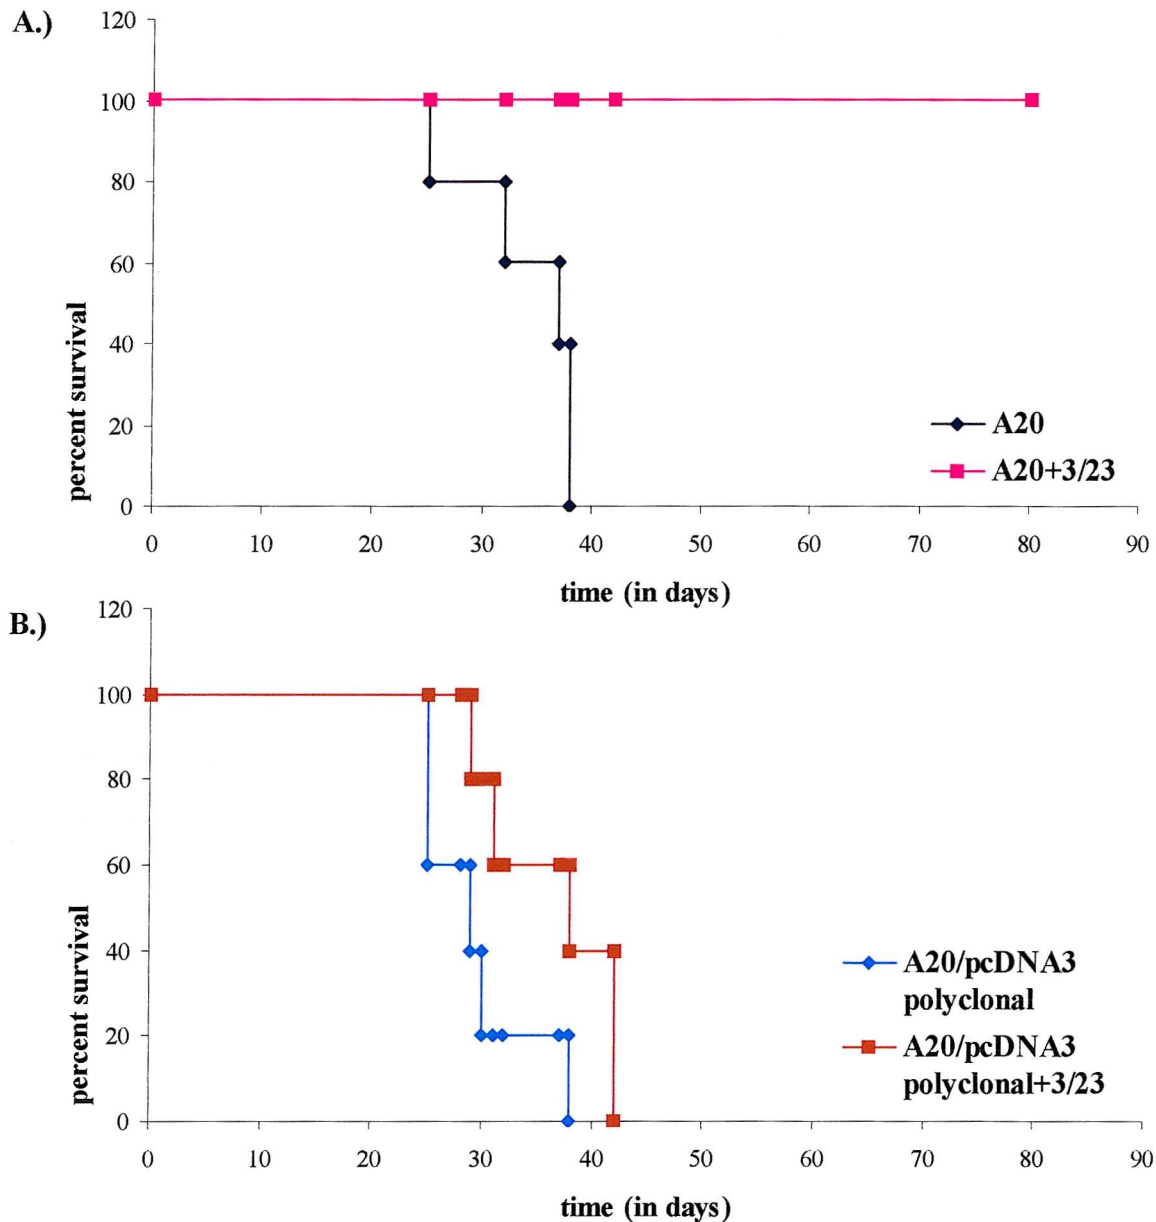 A.)
120
100
80
60
40
20
0
percent survival
A20
A20+3/23
0 10 20 30 40 50 60 70 80 90
time (in days)
B.)
120
100
80
60
40
20
0
percent survival
A20/pcDNA3
polyclonal
A20/pcDNA3
polyclonal+3/23
0 10 20 30 40 50 60 70 80 90
time (in days)